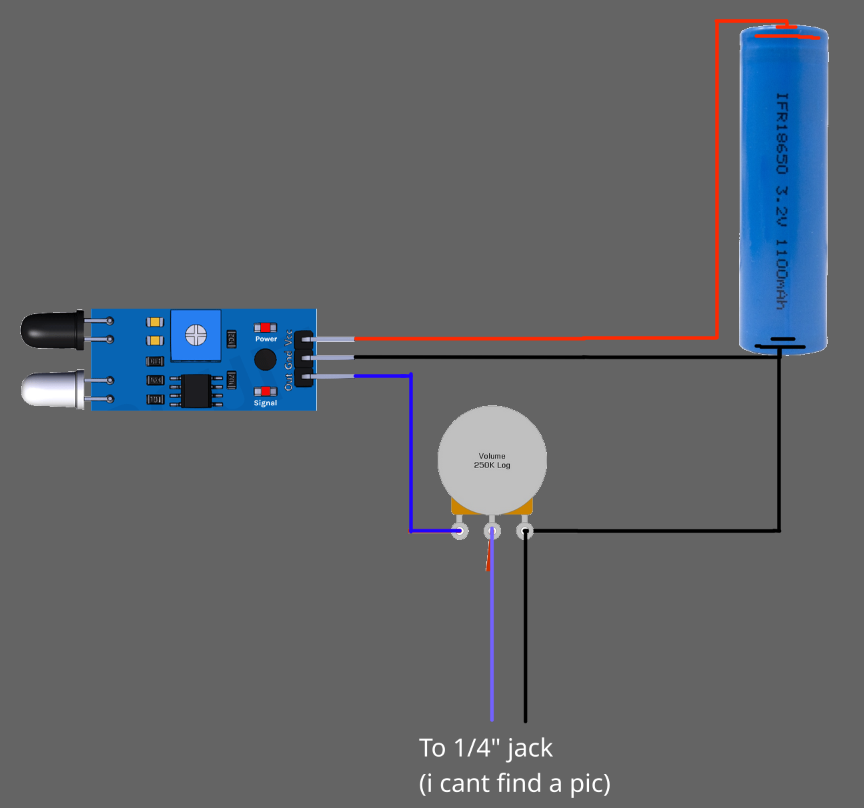 IFR18650 3.2V 1100mAh
Power
Vcc
Gnd
Out
Signal
Volume
250K Log
To 1/4" jack
(i cant find a pic)